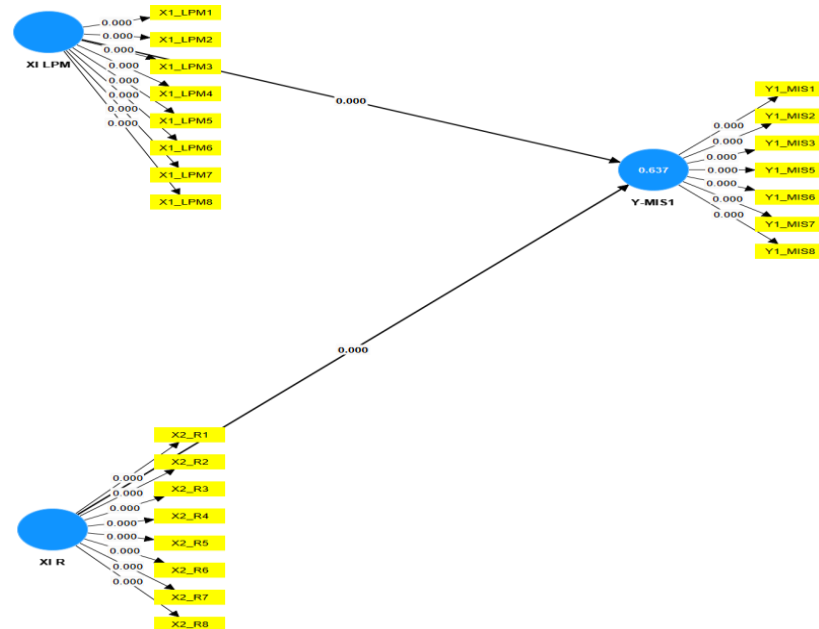 X1_LPM1
0.000
X1_LPM2
0.000
0.000
X1_LPM3
XI LPM
0.000
0.000
X1_LPM4
0.000
0.000
0.000
X1_LPM5
X1_LPM6
X1_LPM7
X1_LPM8
0.000
Y1_MIS1
Y1_MIS2
0.000
0.000
Y1_MIS3
0.000
0.637
0.000
Y1_MIS5
0.000
Y1_MIS6
0.000
Y-MIS1
0.000
Y1_MIS7
Y1_MIS8
0.000
X2_R1
X2_R2
0.000
X2_R3
0.000
0.000
X2_R4
0.000
0.000
X2_R5
0.000
XI R
0.000
X2_R6
0.000
X2_R7
X2_R8